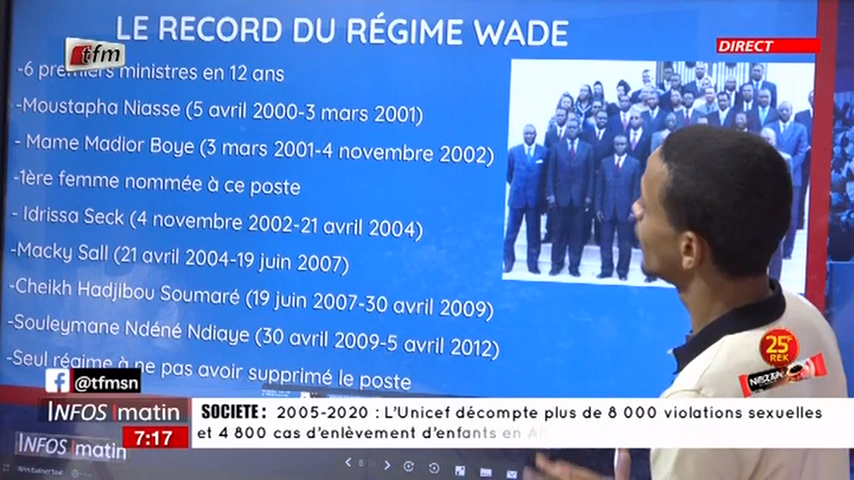 LE RECORD DU RÉGIME WADE
tfm
DIRECT
-6 premiers ministres en 12 ans
-Moustapha Niasse (5 avril 2000-3 mars 2001)
- Mame Madior Boye (3 mars 2001-4 novembre 2002)
-1ère femme nommée à ce poste
- Idrissa Seck (4 novembre 2002-21 avril 2004)
-Macky Sall (21 avril 2004-19 juin 2007)
-Cheikh Hadjibou Soumaré (19 juin 2007-30 avril 2009)
-Souleymane Ndéné Ndiaye (30 avril 2009-5 avril 2012)
-Seul régime à ne pas avoir supprimé le poste
25F
REK
@tfmsn
INFOS matin
7:17
SOCIETE : 2005-2020 : L'Unicef décompte plus de 8 000 violations sexuelles
et 4 800 cas d'enlèvement d'enfants en
INFOS matin